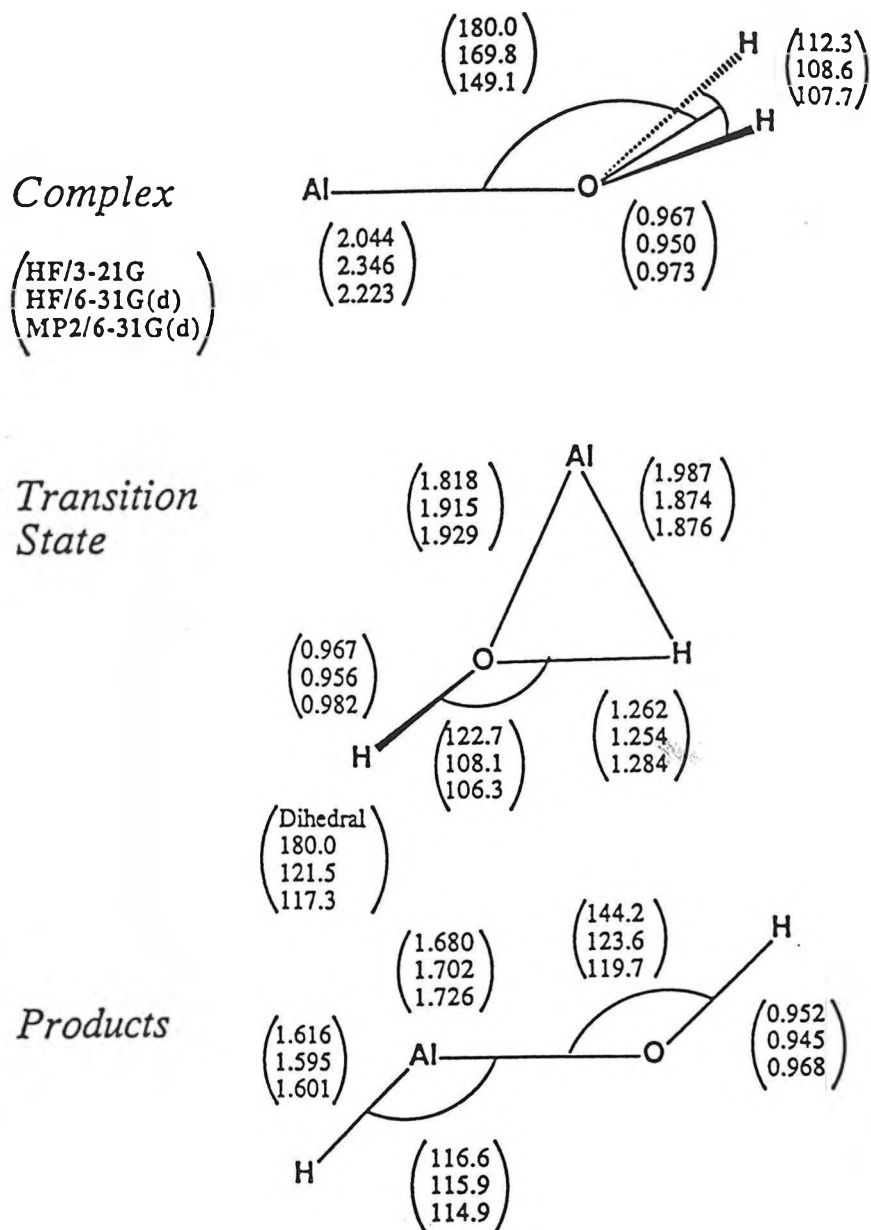 180.0
169.8
149.1
H
112.3
108.6
107.7
H
Complex
Al
O
2.044
2.346
2.223
0.967
0.950
0.973
HF/3-21G
HF/6-31G(d)
MP2/6-31G(d)
Transition
State
Al
1.818
1.915
1.929
1.987
1.874
1.876
O
H
0.967
0.956
0.982
H
122.7
108.1
106.3
1.262
1.254
1.284
Dihedral
180.0
121.5
117.3
Products
1.680
1.702
1.726
144.2
123.6
119.7
H
1.616
1.595
1.601
Al
O
0.952
0.945
0.968
H
116.6
115.9
114.9